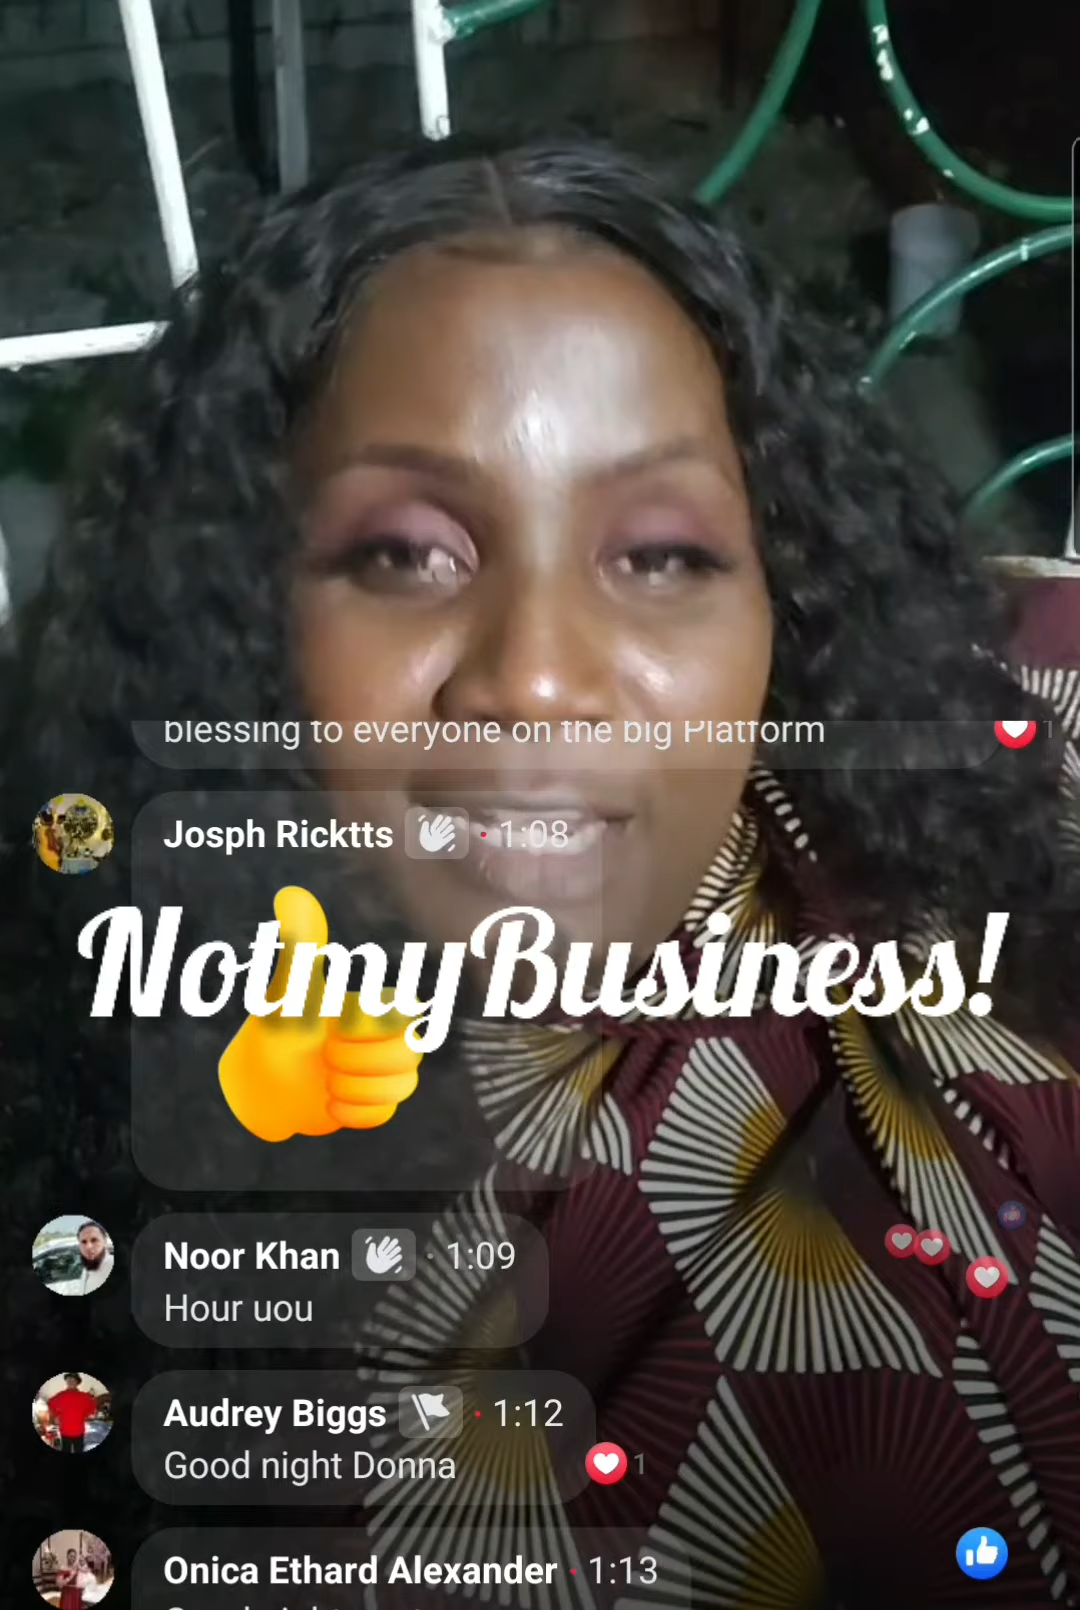 blessing to everyone on the big Platform
1
Josph Ricktts · 1:08
NotmyBusiness!
Noor Khan · 1:09
Hour uou
Audrey Biggs · 1:12
Good night Donna
1
Onica Ethard Alexander · 1:13